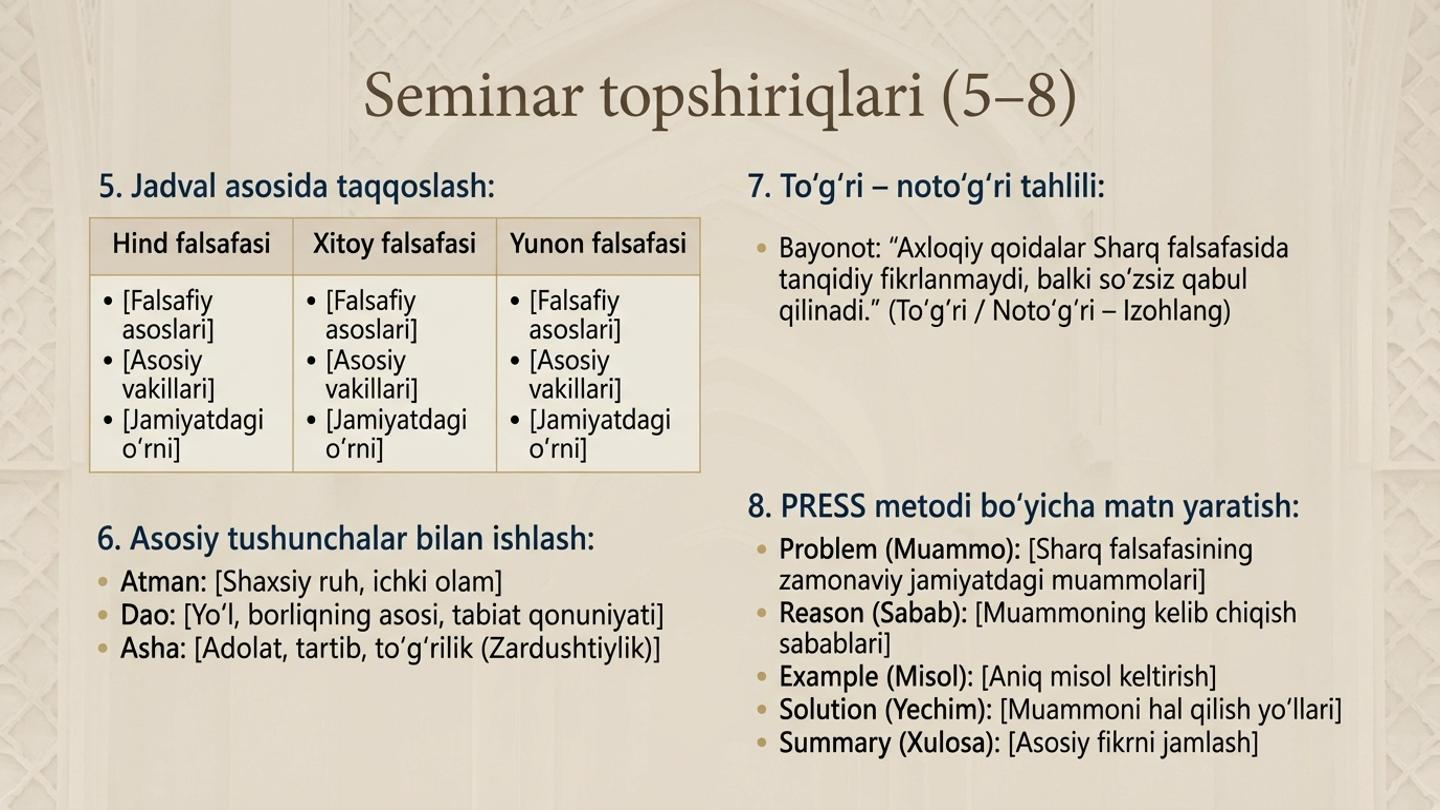 Seminar topshiriqlari (5–8)
5. Jadval asosida taqqoslash:
Hind falsafasi
Xitoy falsafasi
Yunon falsafasi
• [Falsafiy
asoslari]
• [Asosiy
vakillari]
• [Jamiyatdagi
o‘rni]
• [Falsafiy
asoslari]
• [Asosiy
vakillari]
• [Jamiyatdagi
o‘rni]
• [Falsafiy
asoslari]
• [Asosiy
vakillari]
• [Jamiyatdagi
o‘rni]
6. Asosiy tushunchalar bilan ishlash:
• Atman: [Shaxsiy ruh, ichki olam]
• Dao: [Yo‘l, borliqning asosi, tabiat qonuniyati]
• Asha: [Adolat, tartib, to‘g‘rilik (Zardushtiylik)]
7. To‘g‘ri – noto‘g‘ri tahlili:
• Bayonot: “Axloqiy qoidalar Sharq falsafasida
tanqidiy fikrlanmaydi, balki so‘zsiz qabul
qilinadi.” (To‘g‘ri / Noto‘g‘ri – Izohlang)
8. PRESS metodi bo‘yicha matn yaratish:
• Problem (Muammo): [Sharq falsafasining
zamonaviy jamiyatdagi muammolari]
• Reason (Sabab): [Muammoning kelib chiqish
sabablari]
• Example (Misol): [Aniq misol keltirish]
• Solution (Yechim): [Muammoni hal qilish yo‘llari]
• Summary (Xulosa): [Asosiy fikrni jamlash]